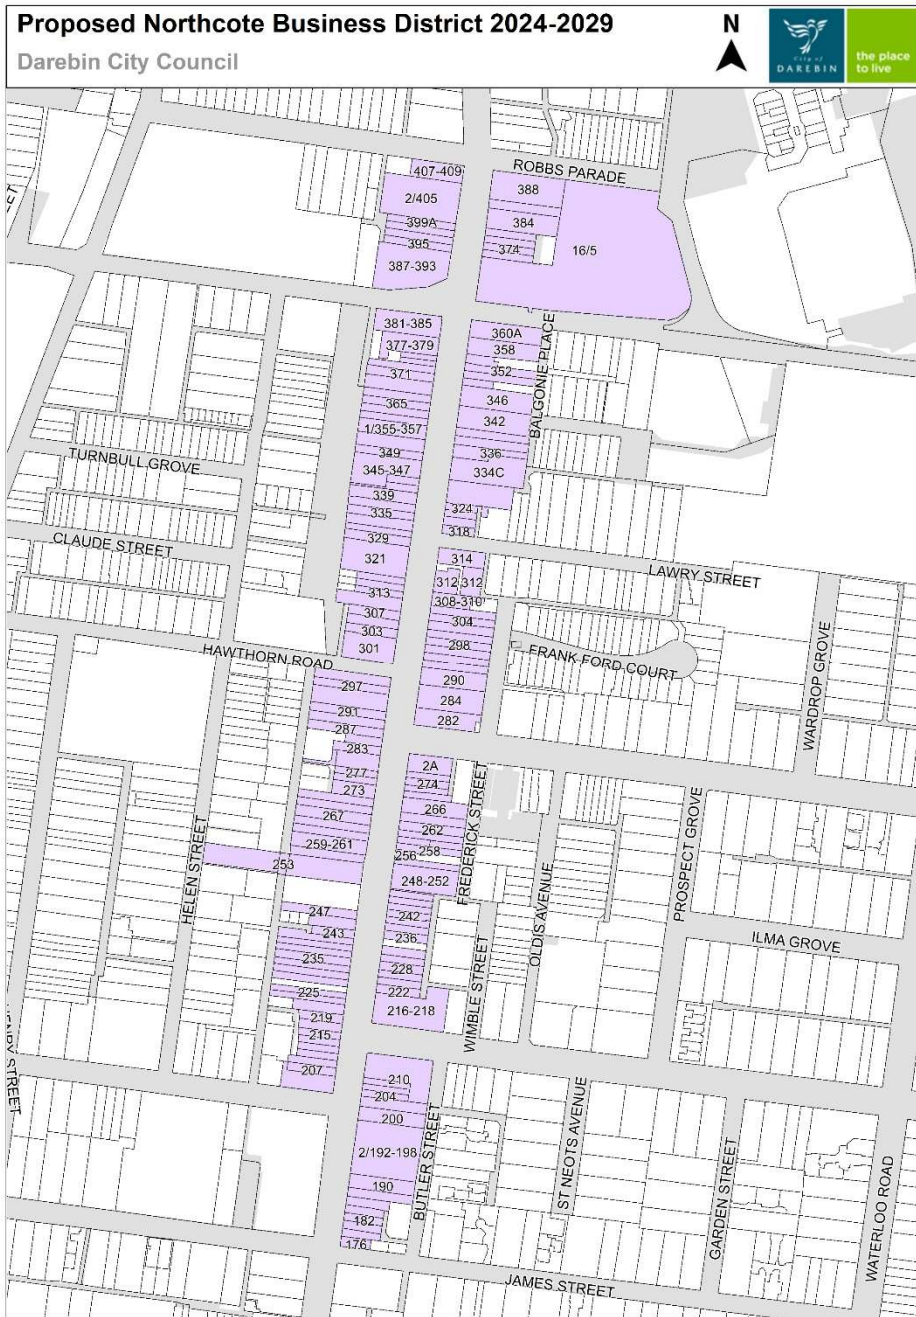 Proposed Northcote Business District 2024-2029
Darebin City Council
N
City of
DAREBIN
the place
to live
ROBBS PARADE
407-409
388
2/405
384
399A
395
374
16/5
387-393
381-385
360A
377-379
358
BALGONIE PLACE
371
352
365
346
342
1/355-357
349
336
TURNBULL GROVE
345-347
334C
339
335
324
329
318
CLAUDE STREET
321
314
LAWRY STREET
312
312
313
308-310
307
304
303
298
301
HAWTHORN ROAD
FRANK FORD COURT
WARDROP GROVE
297
290
291
284
287
282
283
2A
277
274
273
FREDERICK STREET
267
266
262
259-261
258
256
PROSPECT GROVE
HELEN STREET
253
248-252
OLDIS AVENUE
247
242
243
236
ILMA GROVE
235
228
WIMBLE STREET
225
222
219
216-218
215
HENRY STREET
207
210
204
200
ST NEOTS AVENUE
2/192-198
BUTLER STREET
190
GARDEN STREET
WATERLOO ROAD
182
176
JAMES STREET